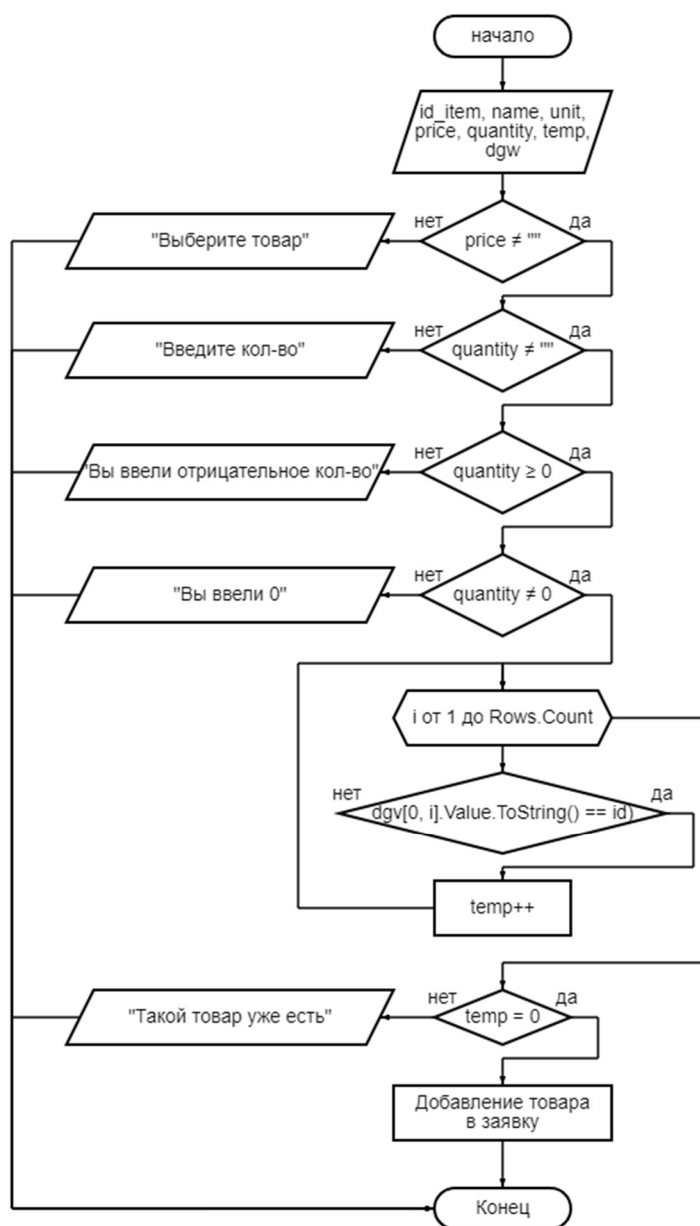 начало
id_item, name, unit,
price, quantity, temp,
dgw
нет
да
"Выберите товар"
price ≠ ""
нет
да
"Введите кол-во"
quantity ≠ ""
нет
да
"Вы ввели отрицательное кол-во"
quantity ≥ 0
нет
да
"Вы ввели 0"
quantity ≠ 0
i от 1 до Rows.Count
нет
да
dgv[0, i].Value.ToString() == id)
temp++
нет
да
"Такой товар уже есть"
temp = 0
Добавление товара
в заявку
Конец